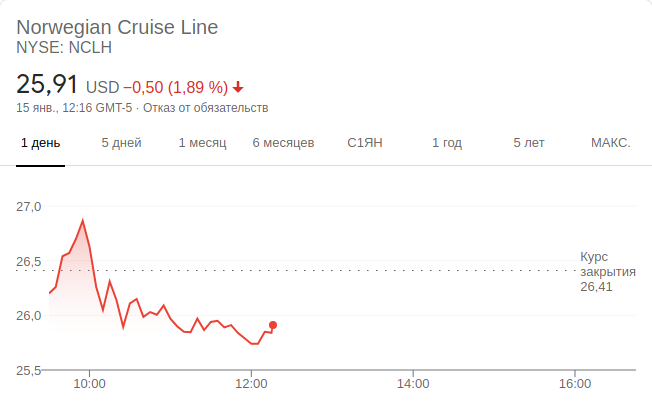 Norwegian Cruise Line
NYSE: NCLH
25,91 USD −0,50 (1,89 %)
15 янв., 12:16 GMT-5 · Отказ от обязательств
1 день 5 дней 1 месяц 6 месяцев С1ЯН 1 год 5 лет МАКС.
27,0
26,5
26,0
25,5
Курс
закрытия
26,41
10:00 12:00 14:00 16:00